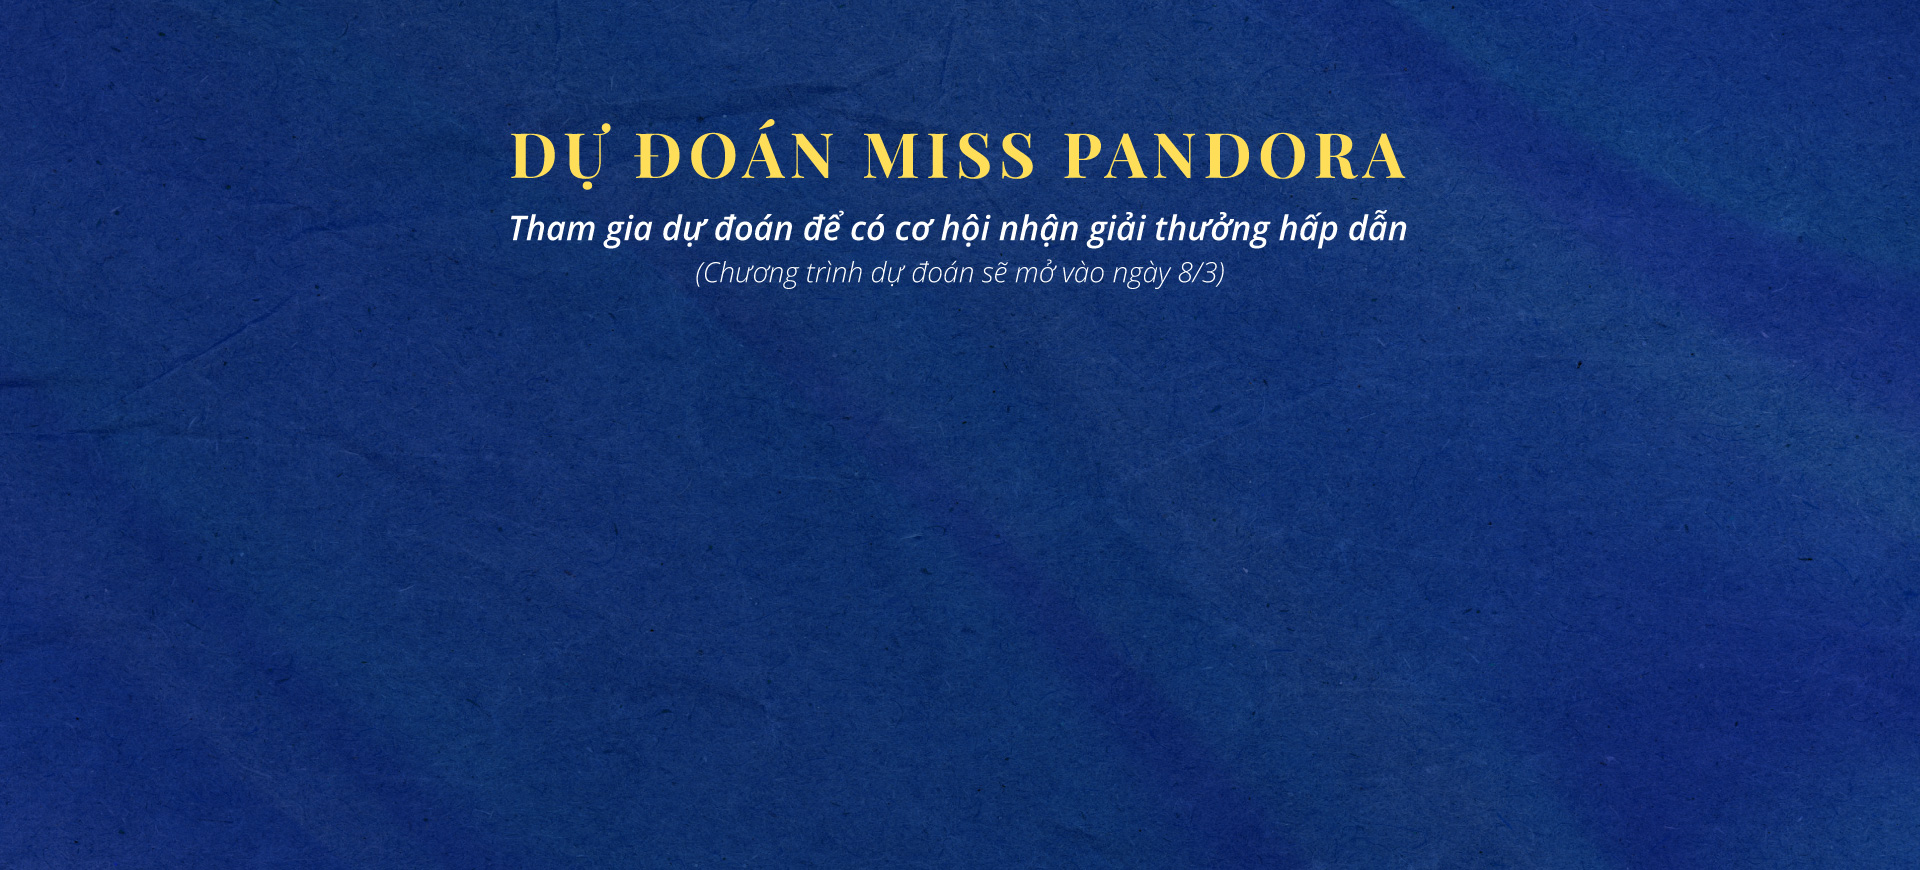 DỰ ĐOÁN MISS PANDORA
Tham gia dự đoán để có cơ hội nhận giải thưởng hấp dẫn
(Chương trình dự đoán sẽ mở vào ngày 8/3)